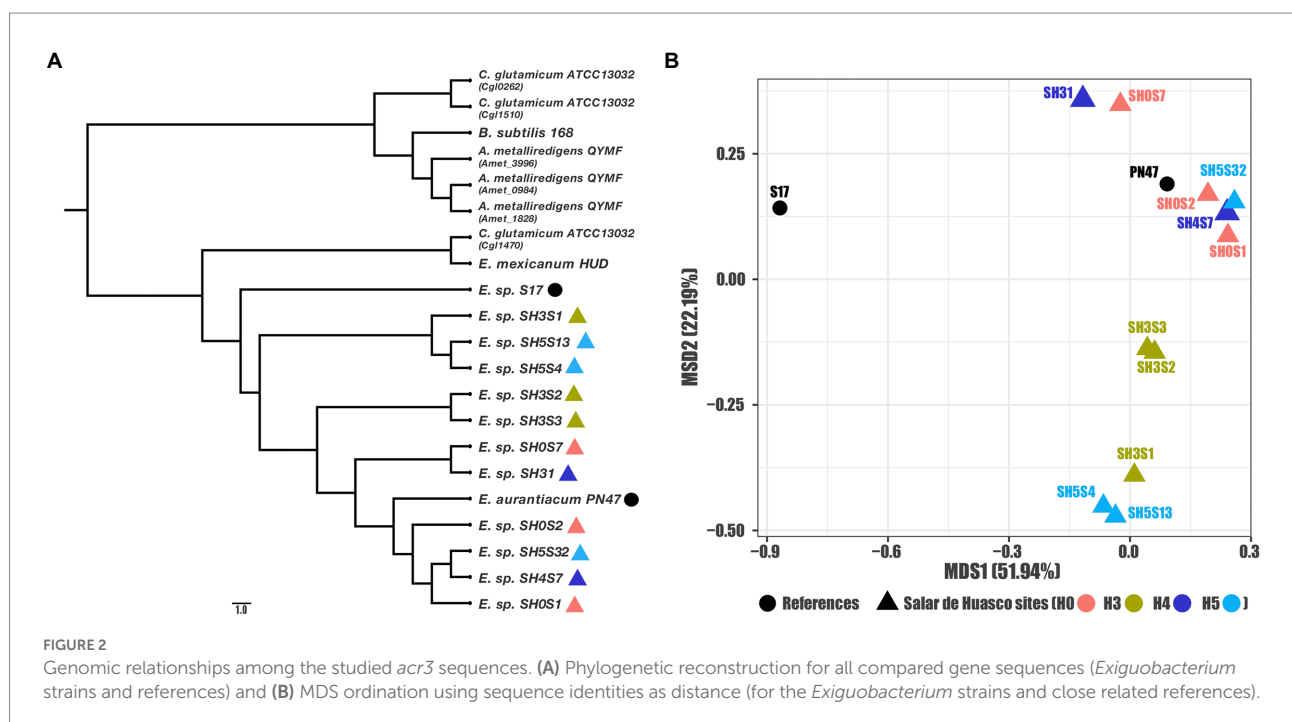 A
C. glutamicum ATCC13032
(Cgl0262)
C. glutamicum ATCC13032
(Cgl1510)
B. subtilis 168
A. metalliredigens QYMF
(Amet_3996)
A. metalliredigens QYMF
(Amet_0984)
A. metalliredigens QYMF
(Amet_1828)
C. glutamicum ATCC13032
(Cgl1470)
E. mexicanum HUD
E. sp. S17
E. sp. SH3S1
E. sp. SH5S13
E. sp. SH5S4
E. sp. SH3S2
E. sp. SH3S3
E. sp. SH0S7
E. sp. SH31
E. aurantiacum PN47
E. sp. SH0S2
E. sp. SH5S32
E. sp. SH4S7
E. sp. SH0S1
1.0
B
MSD2 (22.19%)
0.25
0.00
−0.25
−0.50
SH31
SH0S7
S17
PN47
SH5S32
SH0S2
SH4S7
SH0S1
SH3S3
SH3S2
SH3S1
SH5S4
SH5S13
−0.9
−0.6
−0.3
0.0
0.3
MDS1 (51.94%)
References
Salar de Huasco sites (H0 H3 H4 H5 )
FIGURE 2
Genomic relationships among the studied acr3 sequences. (A) Phylogenetic reconstruction for all compared gene sequences (Exiguobacterium
strains and references) and (B) MDS ordination using sequence identities as distance (for the Exiguobacterium strains and close related references).